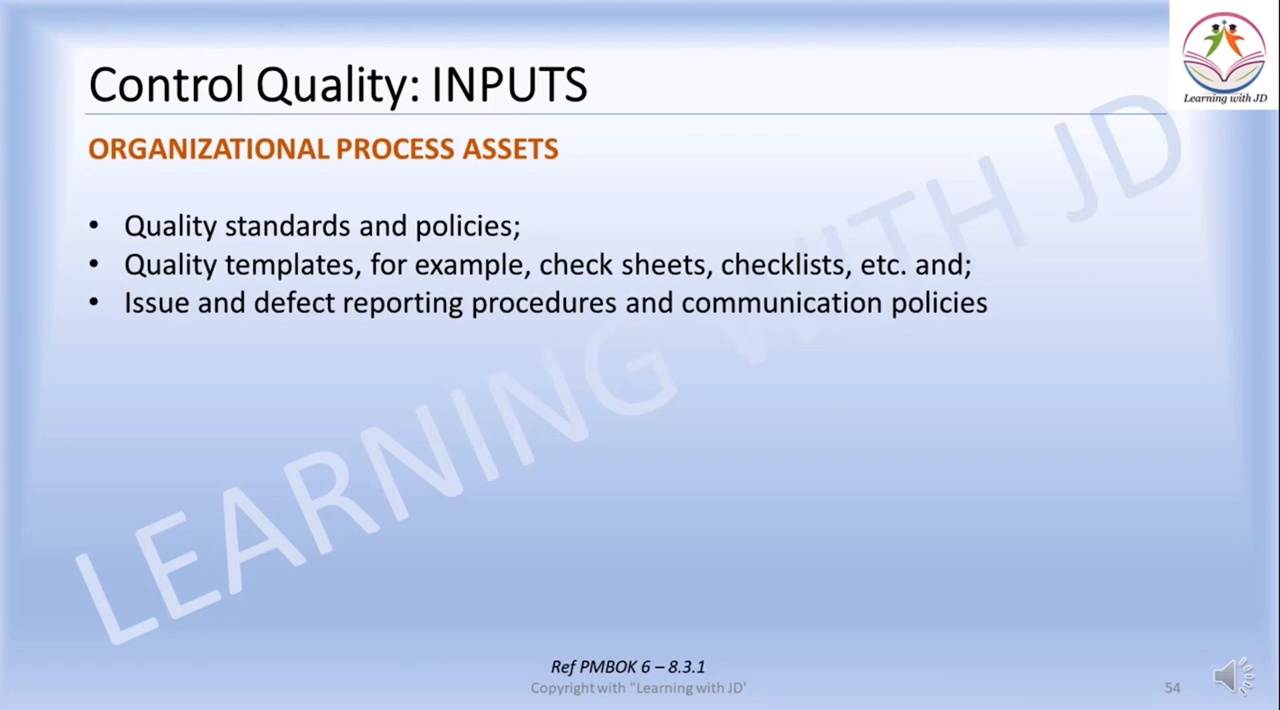 Learning with JD
Control Quality: INPUTS
ORGANIZATIONAL PROCESS ASSETS
• Quality standards and policies;
• Quality templates, for example, check sheets, checklists, etc. and;
• Issue and defect reporting procedures and communication policies
LEARNING WITH JD
Ref PMBOK 6 – 8.3.1
Copyright with "Learning with JD'
54